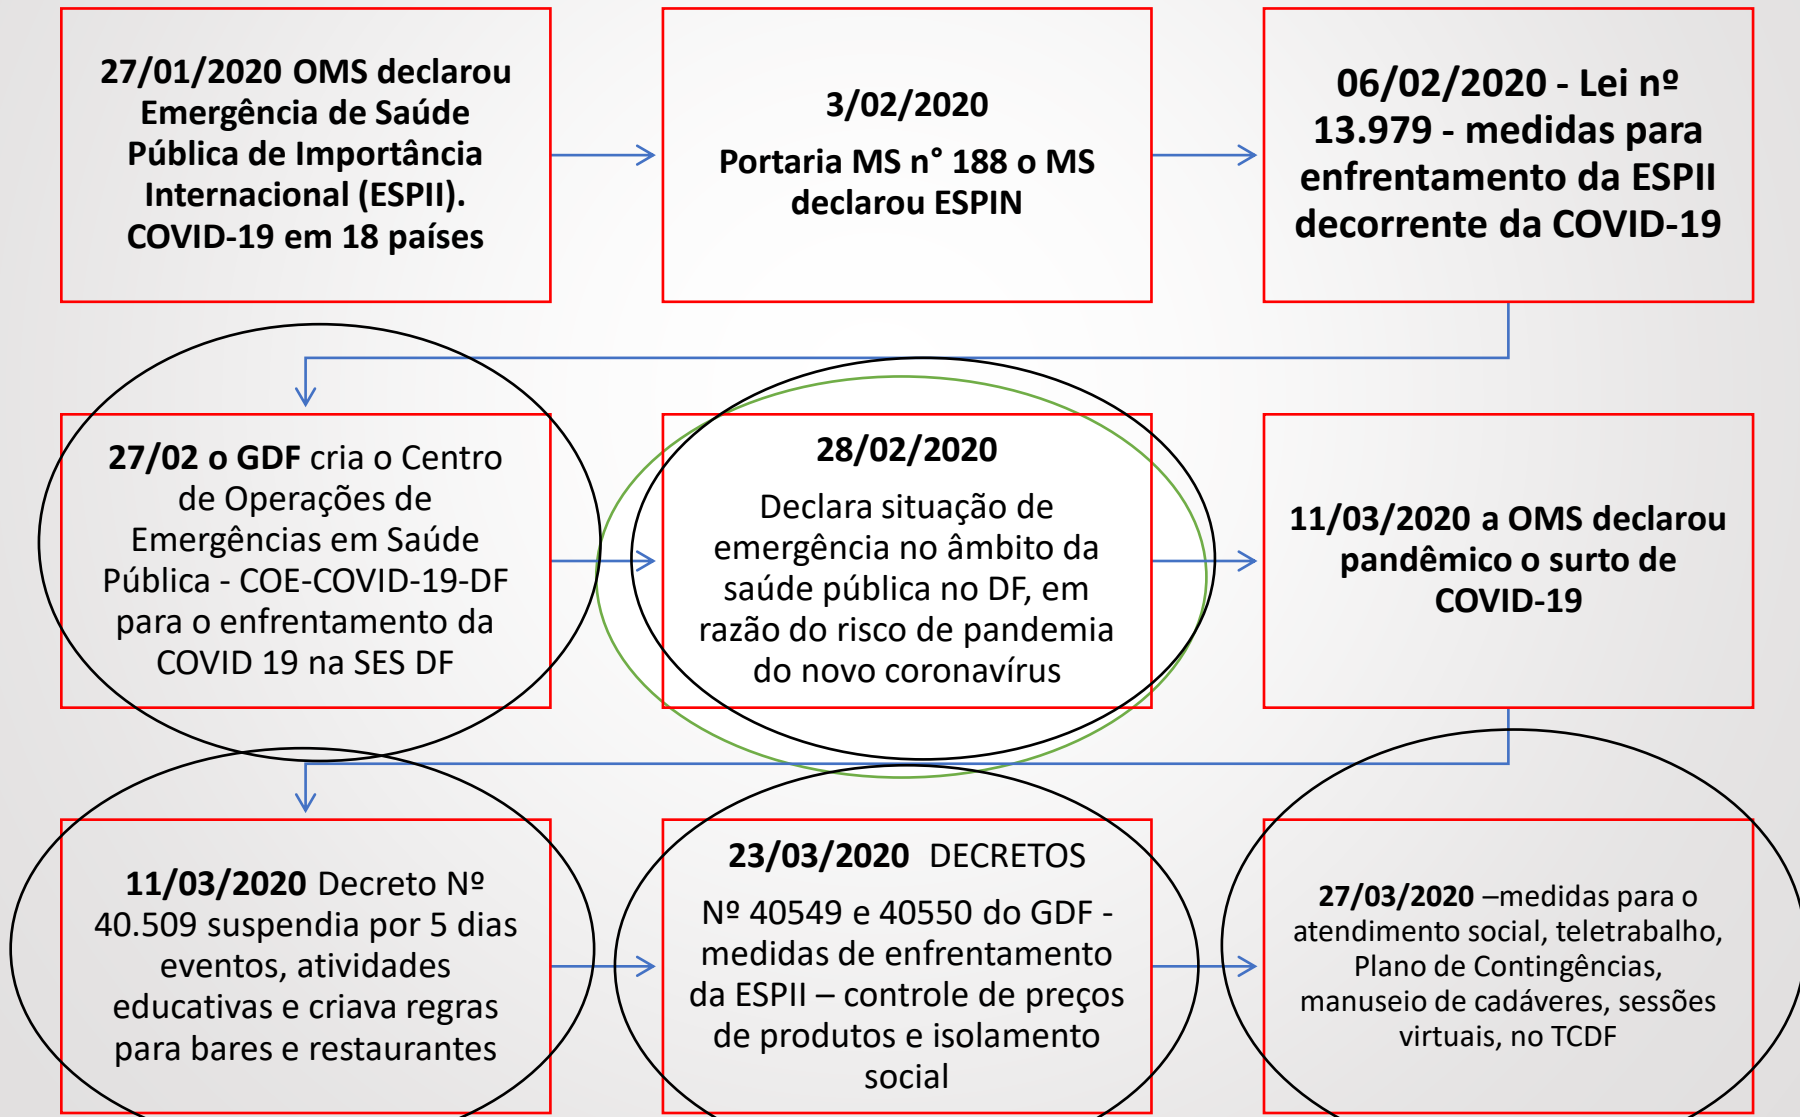 27/01/2020 OMS declarou
Emergência de Saúde
Pública de Importância
Internacional (ESPII).
COVID-19 em 18 países
3/02/2020
Portaria MS n° 188 o MS
declarou ESPIN
06/02/2020 - Lei nº
13.979 - medidas para
enfrentamento da ESPII
decorrente da COVID-19
27/02 o GDF cria o Centro
de Operações de
Emergências em Saúde
Pública - COE-COVID-19-DF
para o enfrentamento da
COVID 19 na SES DF
28/02/2020
Declara situação de
emergência no âmbito da
saúde pública no DF, em
razão do risco de pandemia
do novo coronavírus
11/03/2020 a OMS declarou
pandêmico o surto de
COVID-19
11/03/2020 Decreto Nº
40.509 suspendia por 5 dias
eventos, atividades
educativas e criava regras
para bares e restaurantes
23/03/2020 DECRETOS
Nº 40549 e 40550 do GDF -
medidas de enfrentamento
da ESPII – controle de preços
de produtos e isolamento
social
27/03/2020 –medidas para o
atendimento social, teletrabalho,
Plano de Contingências,
manuseio de cadáveres, sessões
virtuais, no TCDF